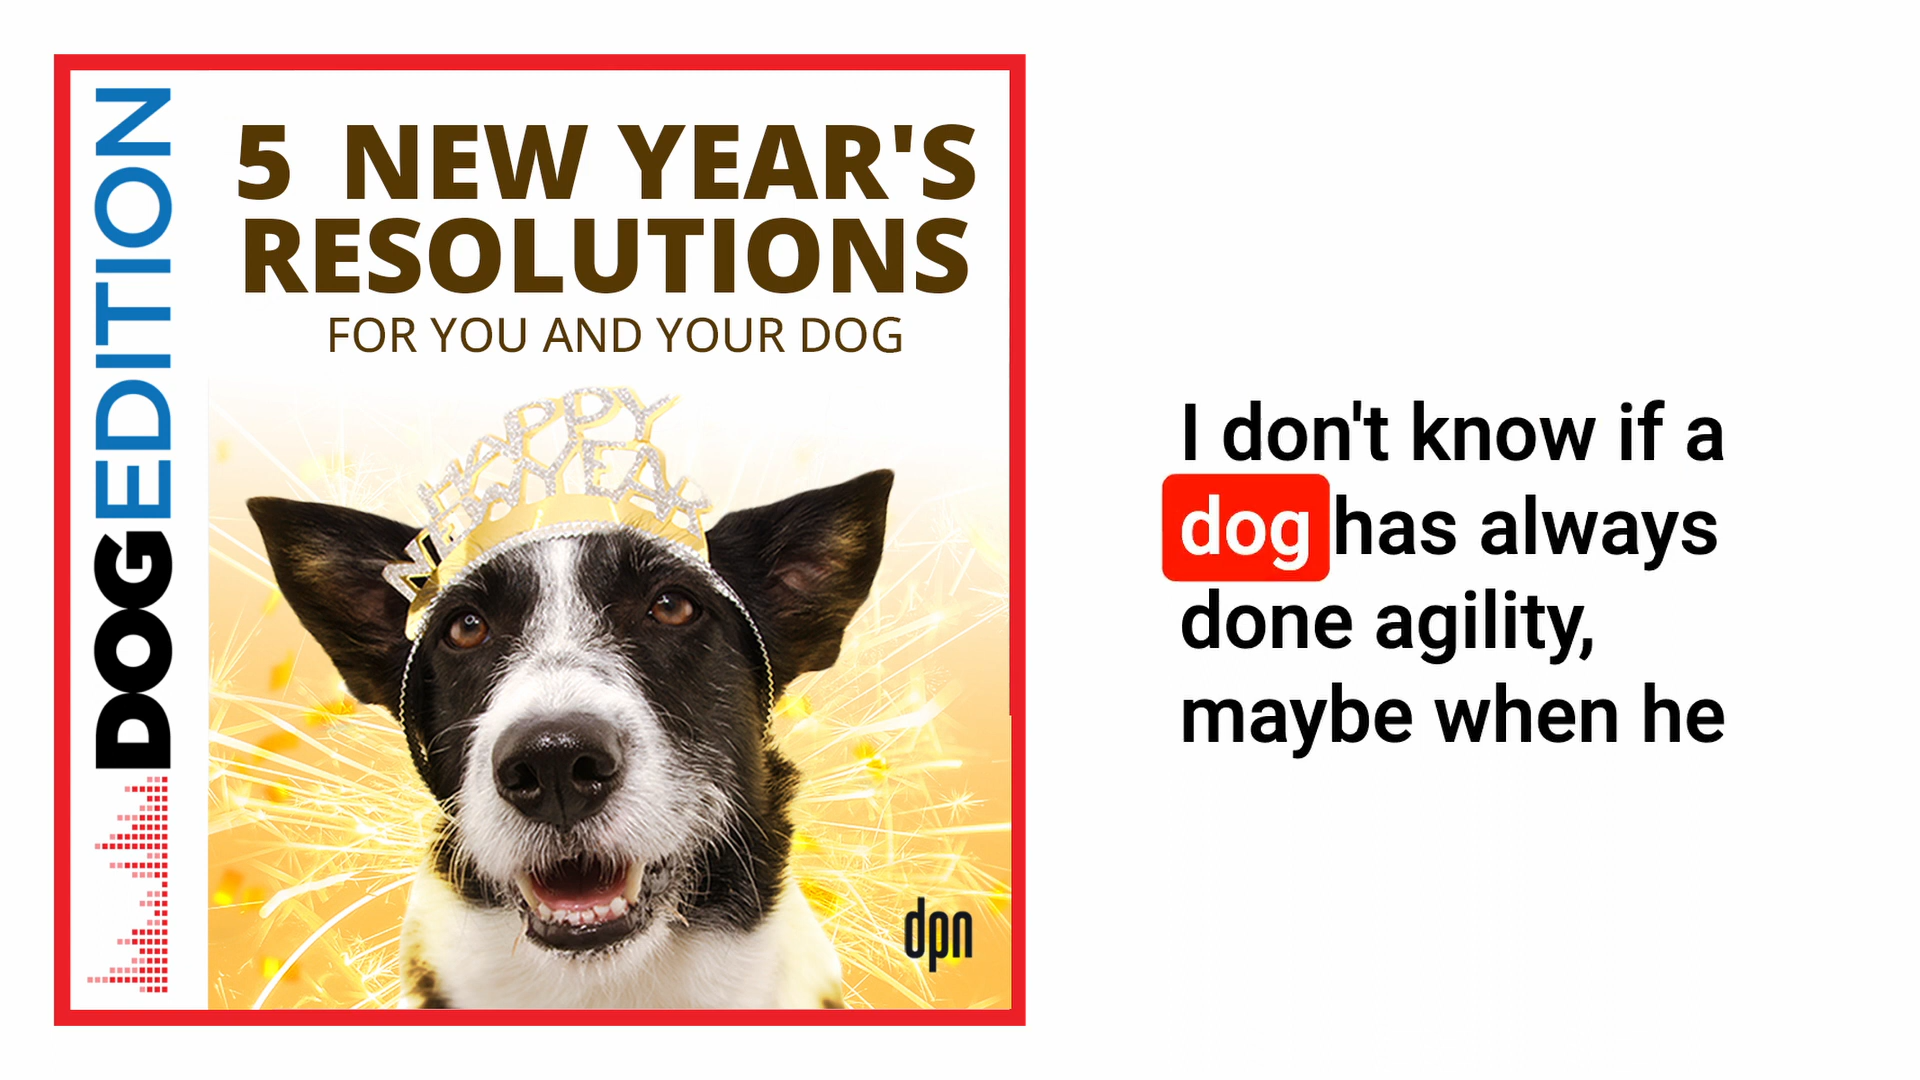 DOGEDITION
5 NEW YEAR'S
RESOLUTIONS
FOR YOU AND YOUR DOG
HAPPY
NEW YEAR
dpn
I don't know if a
dog has always
done agility,
maybe when he